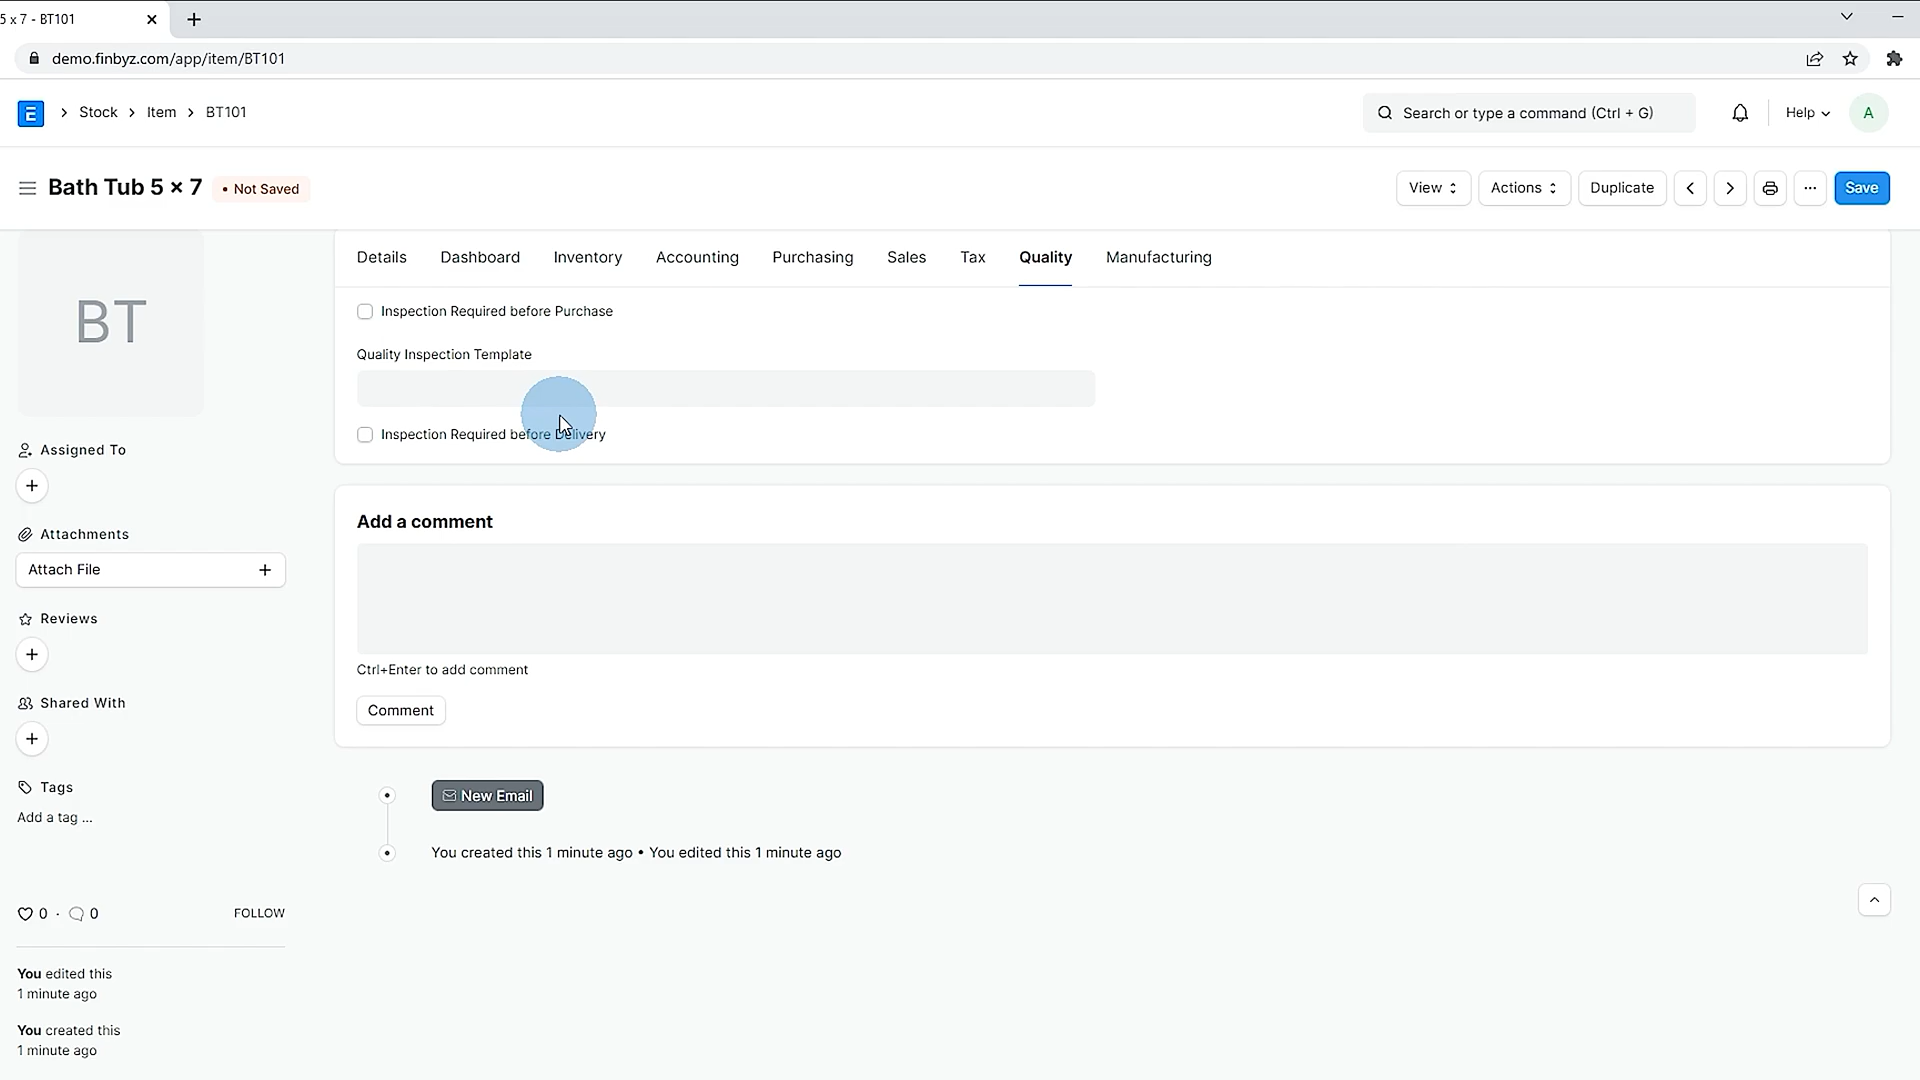 5 x 7 - BT101
demo.finbyz.com/app/item/BT101
E
Stock
Item
BT101
Search or type a command (Ctrl + G)
Help
A
Bath Tub 5 × 7
• Not Saved
View
Actions
Duplicate
···
Save
BT
Details
Dashboard
Inventory
Accounting
Purchasing
Sales
Tax
Quality
Manufacturing
Inspection Required before Purchase
Quality Inspection Template
Inspection Required before Delivery
Assigned To
Attachments
Attach File
Reviews
Shared With
Tags
Add a tag ...
0 · 0
FOLLOW
You edited this
1 minute ago
You created this
1 minute ago
Add a comment
Ctrl+Enter to add comment
Comment
New Email
You created this 1 minute ago • You edited this 1 minute ago